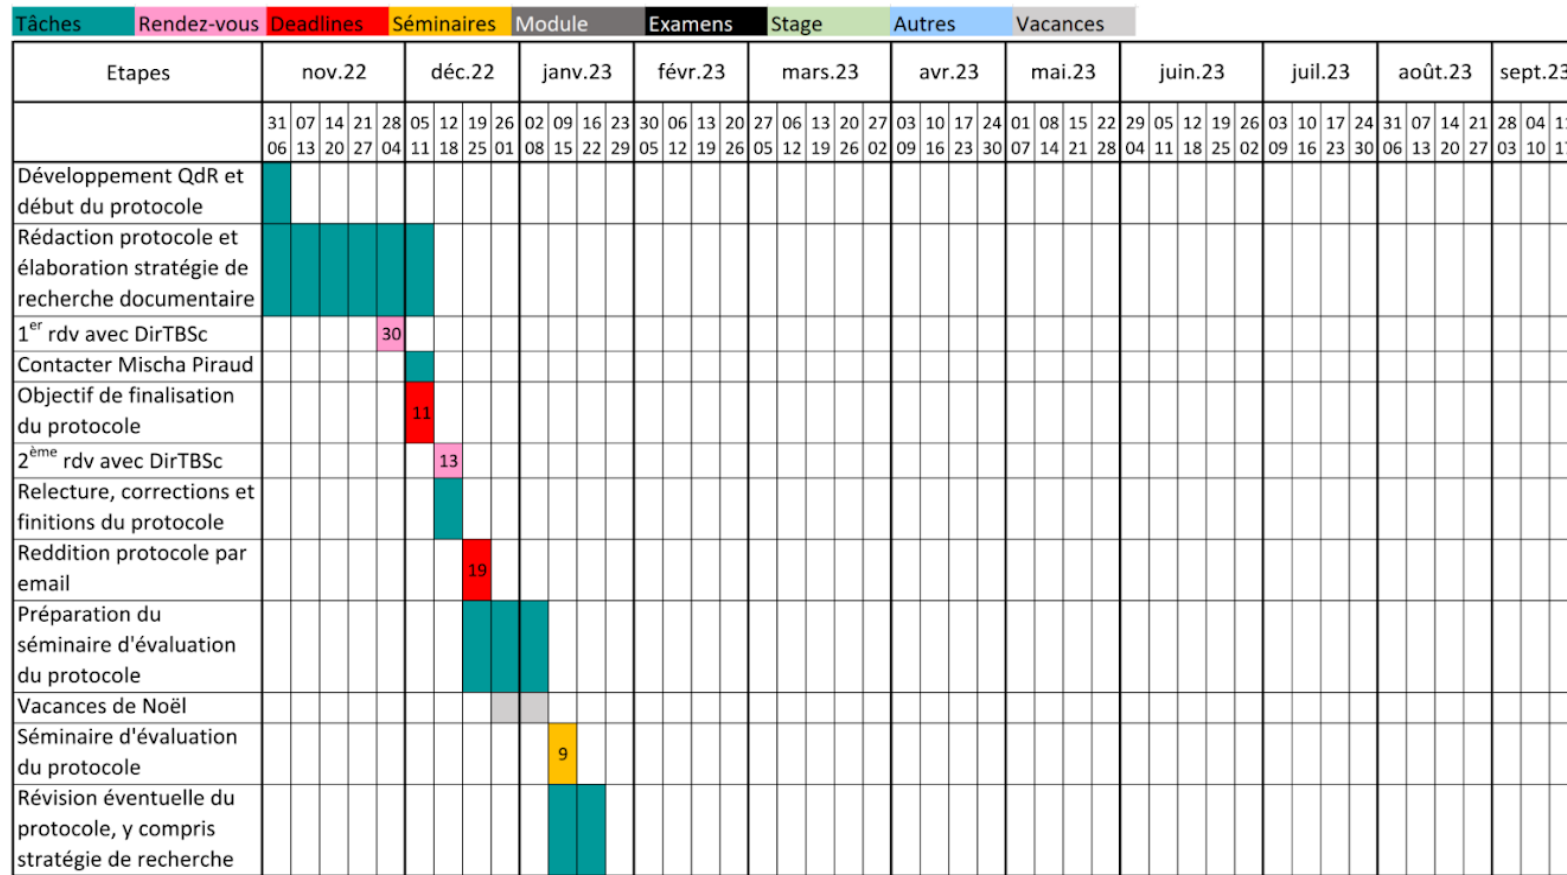 Tâches Rendez-vous Deadlines Séminaires Module Examens Stage Autres Vacances
Etapes nov.22 déc.22 janv.23 févr.23 mars.23 avr.23 mai.23 juin.23 juil.23 août.23 sept.23
31 07 14 21 28 05 12 19 26 02 09 16 23 30 06 13 20 27 06 13 20 27 03 10 17 24 01 08 15 22 29 05 12 19 26 03 10 17 24 31 07 14 21 28 04 11
06 13 20 27 04 11 18 25 01 08 15 22 29 05 12 19 26 05 12 19 26 02 09 16 23 30 07 14 21 28 04 11 18 25 02 09 16 23 30 06 13 20 27 03 10 17
Développement QdR et
début du protocole
Rédaction protocole et
élaboration stratégie de
recherche documentaire
1er rdv avec DirTBSc 30
Contacter Mischa Piraud
Objectif de finalisation
du protocole 11
2ème rdv avec DirTBSc 13
Relecture, corrections et
finitions du protocole
Reddition protocole par
email 19
Préparation du
séminaire d'évaluation
du protocole
Vacances de Noël
Séminaire d'évaluation
du protocole 9
Révision éventuelle du
protocole, y compris
stratégie de recherche